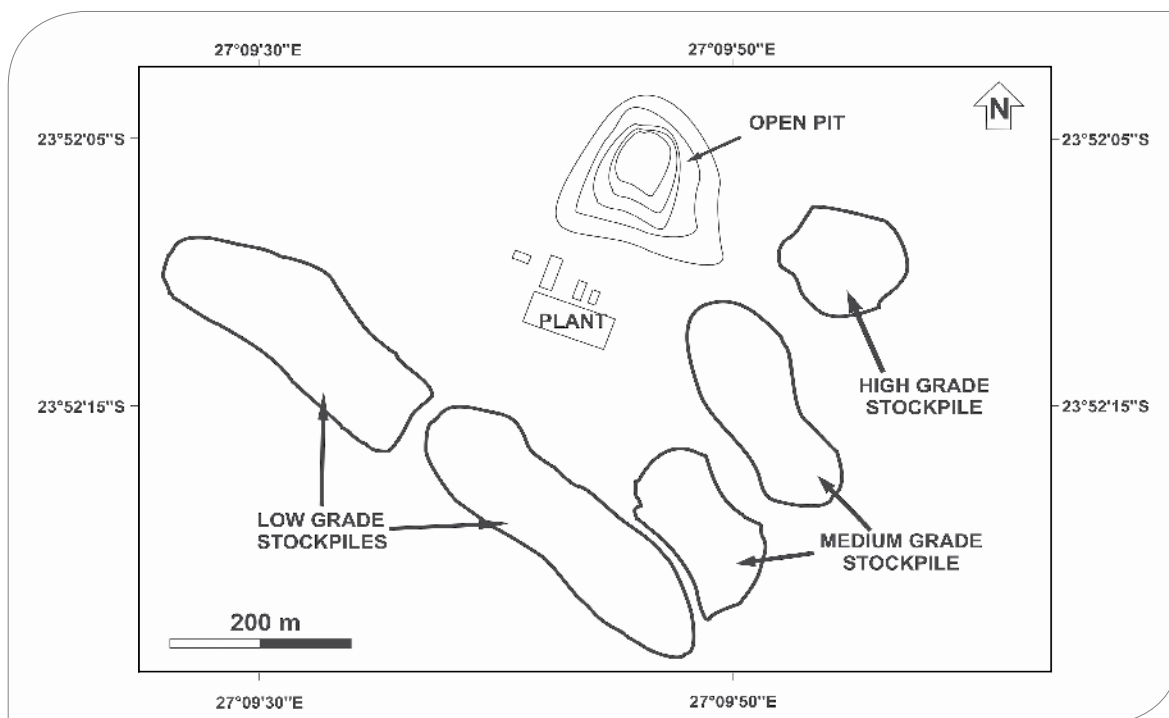 27°09'30"E
27°09'50"E
N
OPEN PIT
23°52'05"S
23°52'05"S
PLANT
HIGH GRADE
STOCKPILE
23°52'15"S
23°52'15"S
LOW GRADE
STOCKPILES
MEDIUM GRADE
STOCKPILE
200 m
27°09'30"E
27°09'50"E